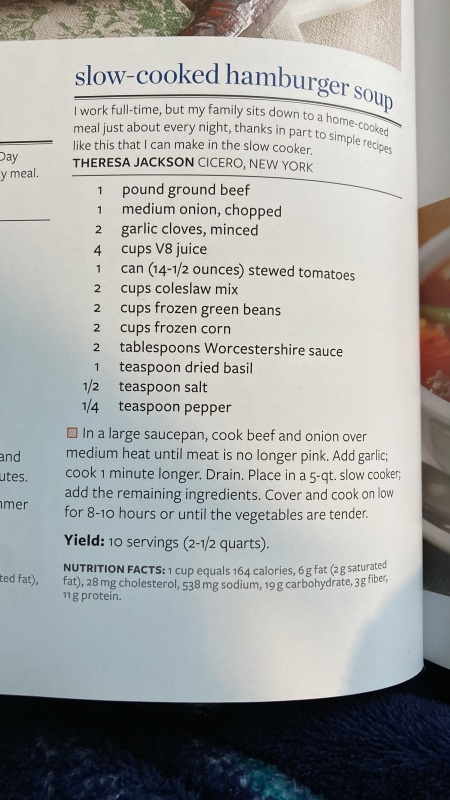 slow-cooked hamburger soup
I work full-time, but my family sits down to a home-cooked
meal just about every night, thanks in part to simple recipes
like this that I can make in the slow cooker.
THERESA JACKSON CICERO, NEW YORK
1 pound ground beef
1 medium onion, chopped
2 garlic cloves, minced
4 cups V8 juice
1 can (14-1/2 ounces) stewed tomatoes
2 cups coleslaw mix
2 cups frozen green beans
2 cups frozen corn
2 tablespoons Worcestershire sauce
1 teaspoon dried basil
1/2 teaspoon salt
1/4 teaspoon pepper
In a large saucepan, cook beef and onion over
medium heat until meat is no longer pink. Add garlic;
cook 1 minute longer. Drain. Place in a 5-qt. slow cooker;
add the remaining ingredients. Cover and cook on low
for 8-10 hours or until the vegetables are tender.
Yield: 10 servings (2-1/2 quarts).
NUTRITION FACTS: 1 cup equals 164 calories, 6 g fat (2 g saturated
fat), 28 mg cholesterol, 538 mg sodium, 19 g carbohydrate, 3 g fiber,
11 g protein.
Day
y meal.
and
utes.
mmer
ted fat),